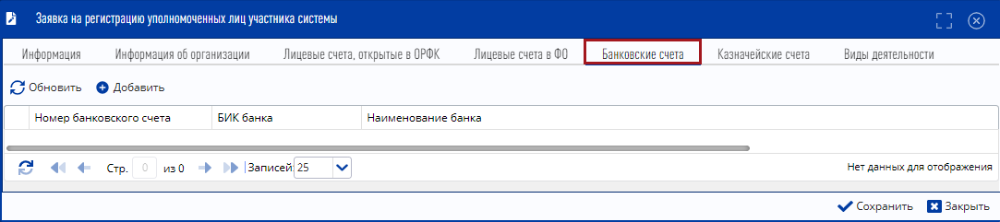 Заявка на регистрацию уполномоченных лиц участника системы
Информация Информация об организации Лицевые счета, открытые в ОРФК Лицевые счета в ФО Банковские счета Казначейские счета Виды деятельности
Обновить Добавить
Номер банковского счета БИК банка Наименование банка
Стр. 0 из 0 Записей: 25 Нет данных для отображения
Сохранить Закрыть